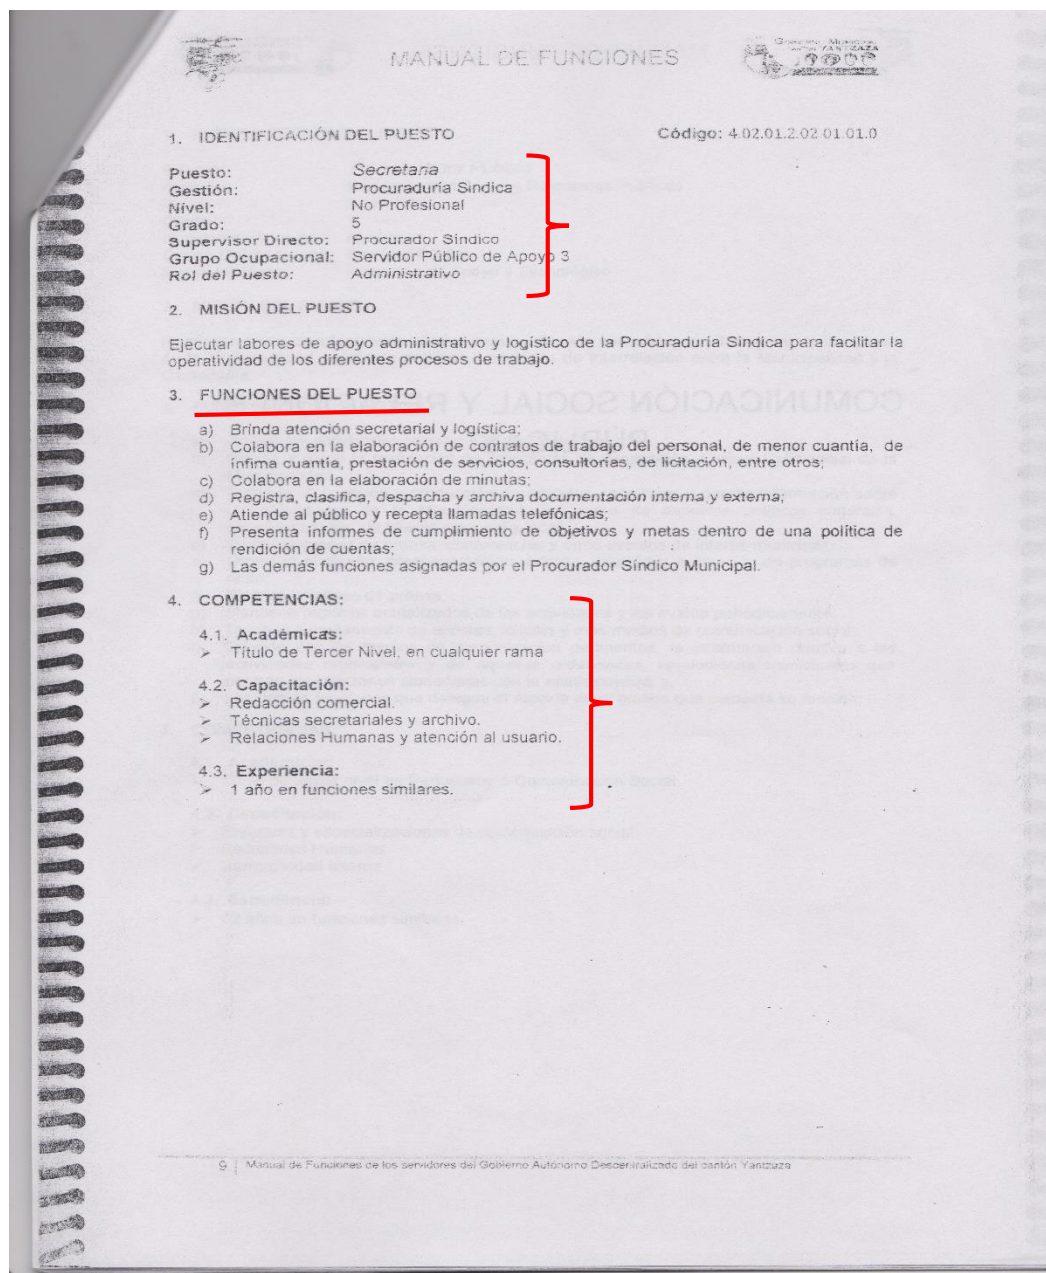 MANUAL DE FUNCIONES
Gobierno Municipal
YANTZAZA
1. IDENTIFICACIÓN DEL PUESTO Código: 4.02.01.2.02.01.01.0
Puesto: Secretaria
Gestión: Procuraduría Sindica
Nivel: No Profesional
Grado: 5
Supervisor Directo: Procurador Síndico
Grupo Ocupacional: Servidor Público de Apoyo 3
Rol del Puesto: Administrativo
2. MISIÓN DEL PUESTO
Ejecutar labores de apoyo administrativo y logístico de la Procuraduría Sindica para facilitar la
operatividad de los diferentes procesos de trabajo.
3. FUNCIONES DEL PUESTO
a) Brinda atención secretarial y logística;
b) Colabora en la elaboración de contratos de trabajo del personal, de menor cuantía, de
ínfima cuantía, prestación de servicios, consultorías, de licitación, entre otros;
c) Colabora en la elaboración de minutas;
d) Registra, clasifica, despacha y archiva documentación interna y externa;
e) Atiende al público y recepta llamadas telefónicas;
f) Presenta informes de cumplimiento de objetivos y metas dentro de una política de
rendición de cuentas;
g) Las demás funciones asignadas por el Procurador Síndico Municipal.
4. COMPETENCIAS:
4.1. Académicas:
➢ Título de Tercer Nivel, en cualquier rama
4.2. Capacitación:
➢ Redacción comercial.
➢ Técnicas secretariales y archivo.
➢ Relaciones Humanas y atención al usuario.
4.3. Experiencia:
➢ 1 año en funciones similares.
9 | Manual de Funciones de los servidores del Gobierno Autónomo Descentralizado del cantón Yantzaza